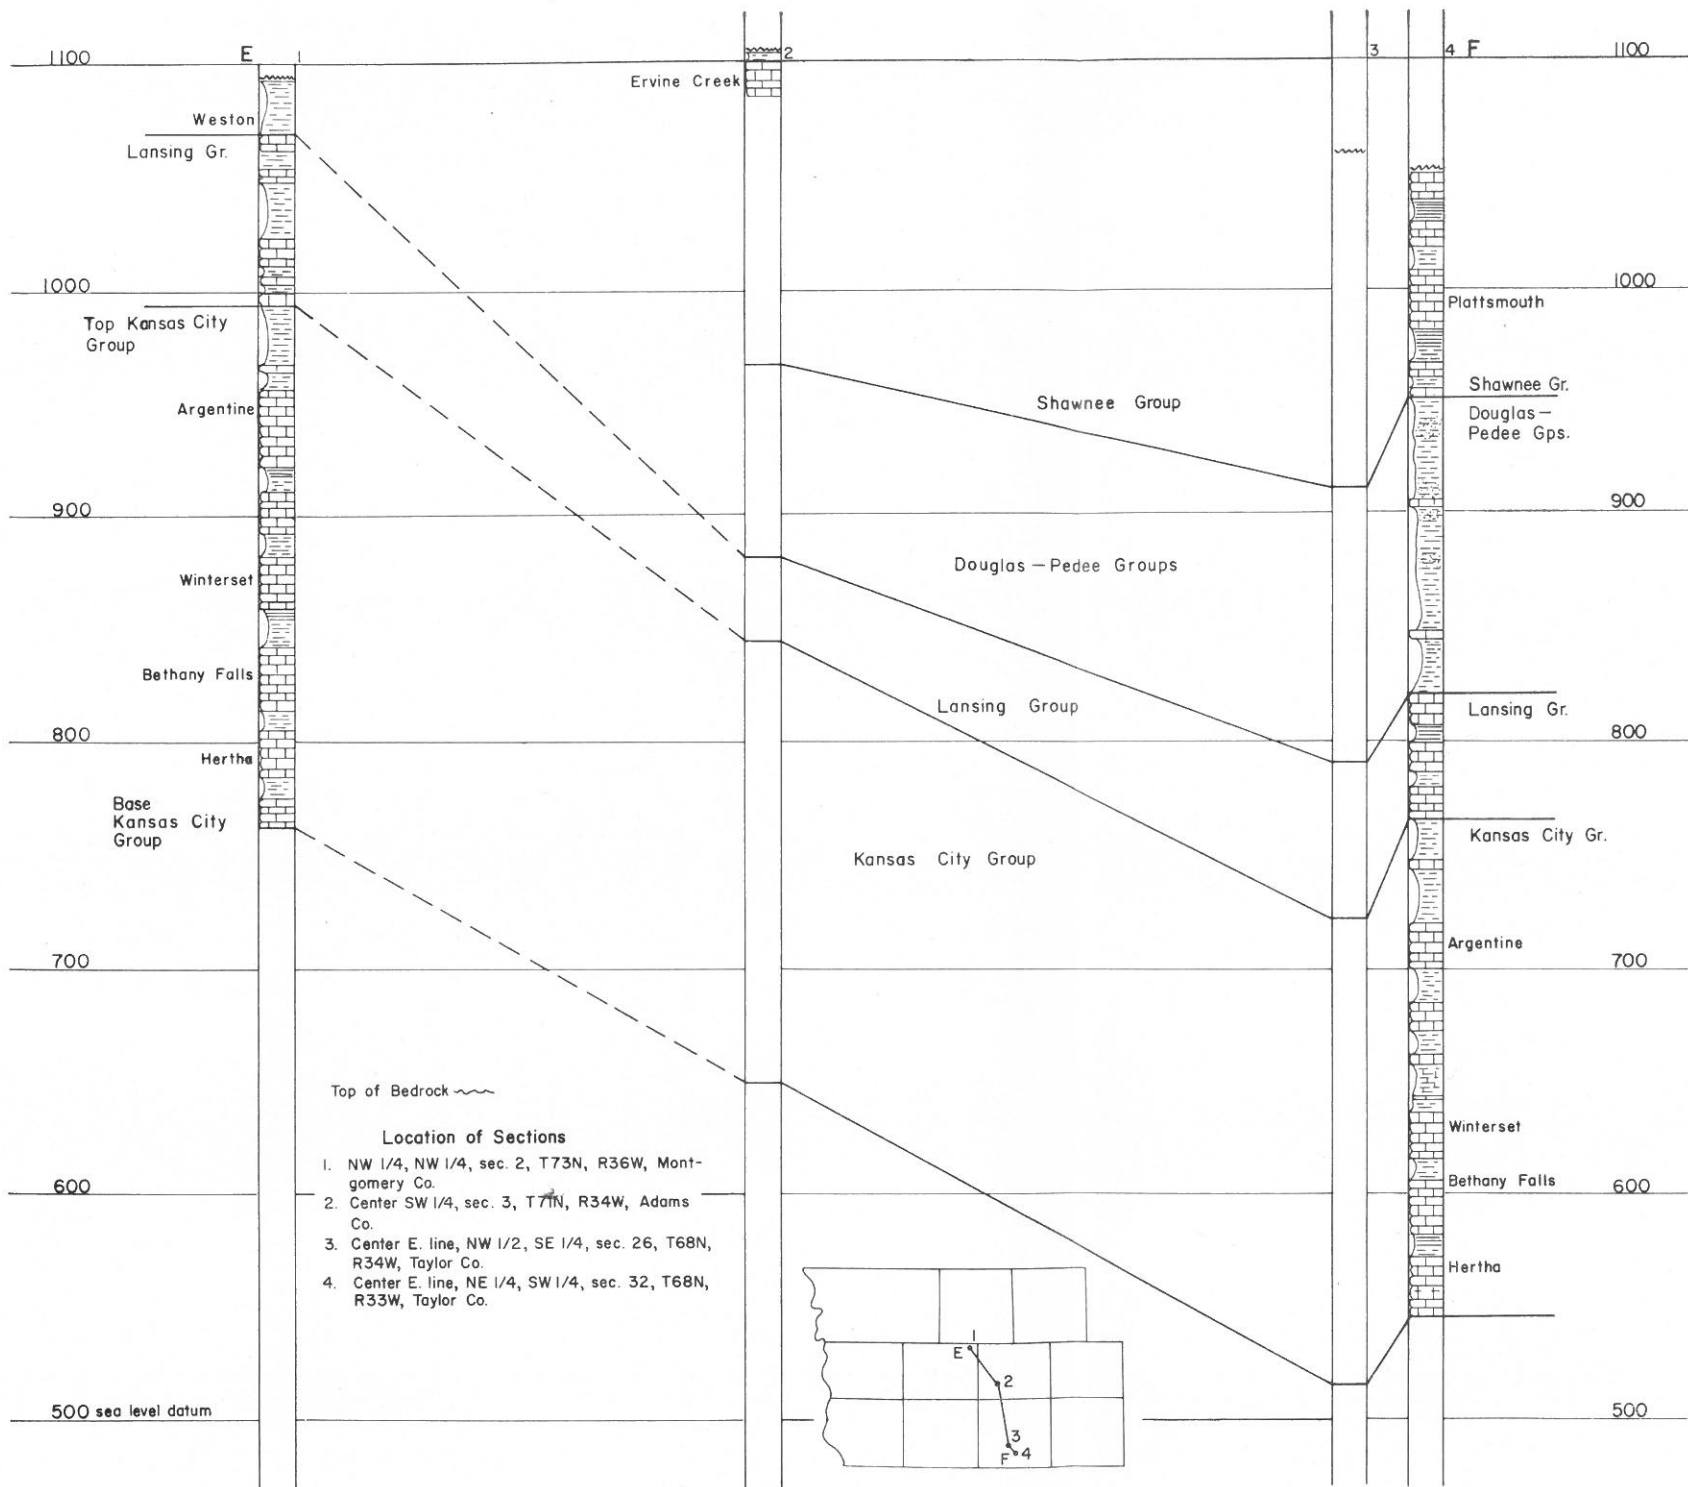 E 1 2 3 4 F
1100 1100
Ervine Creek
Weston
Lansing Gr.
1000 1000
Plattsmouth
Top Kansas City
Group
Shawnee Gr.
Shawnee Group
Argentine
Douglas—
Pedee Gps.
900 900
Douglas—Pedee Groups
Winterset
Bethany Falls
Lansing Group
Lansing Gr.
800 800
Hertha
Base
Kansas City
Group
Kansas City Gr.
Kansas City Group
Argentine
700 700
Top of Bedrock
Winterset
Location of Sections
1. NW 1/4, NW 1/4, sec. 2, T73N, R36W, Mont-
gomery Co.
Bethany Falls
600 600
2. Center SW 1/4, sec. 3, T71N, R34W, Adams
Co.
3. Center E. line, NW 1/2, SE 1/4, sec. 26, T68N,
R34W, Taylor Co.
Hertha
4. Center E. line, NE 1/4, SW 1/4, sec. 32, T68N,
R33W, Taylor Co.
1
E
2
500 sea level datum 500
3
F 4